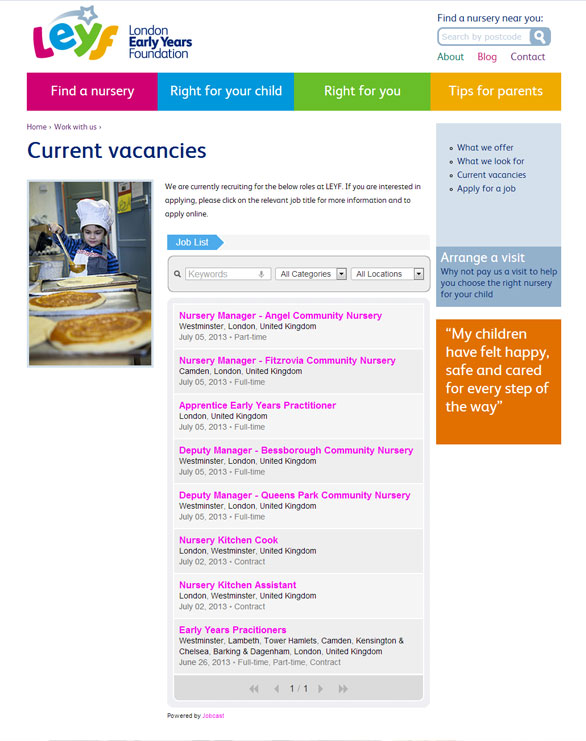 Leyf
London
Early Years
Foundation
Find a nursery near you:
Search by postcode
About Blog Contact
Find a nursery Right for your child Right for you Tips for parents
Home › Work with us ›
Current vacancies
We are currently recruiting for the below roles at LEYF. If you are interested in
applying, please click on the relevant job title for more information and to
apply online.
Job List
Keywords All Categories All Locations
Nursery Manager - Angel Community Nursery
Westminster, London, United Kingdom
July 05, 2013 • Part-time
Nursery Manager - Fitzrovia Community Nursery
Camden, London, United Kingdom
July 05, 2013 • Full-time
Apprentice Early Years Practitioner
London, United Kingdom
July 05, 2013 • Full-time
Deputy Manager - Bessborough Community Nursery
Westminster, London, United Kingdom
July 05, 2013 • Full-time
Deputy Manager - Queens Park Community Nursery
Westminster, London, United Kingdom
July 05, 2013 • Full-time
Nursery Kitchen Cook
London, Westminster, United Kingdom
July 02, 2013 • Contract
Nursery Kitchen Assistant
London, Westminster, United Kingdom
July 02, 2013 • Contract
Early Years Pracitioners
Westminster, Lambeth, Tower Hamlets, Camden, Kensington &
Chelsea, Barking & Dagenham, London, United Kingdom
June 26, 2013 • Full-time, Part-time, Contract
1 / 1
Powered by Jobcast
What we offer
What we look for
Current vacancies
Apply for a job
Arrange a visit
Why not pay us a visit to help
you choose the right nursery
for your child
“My children
have felt happy,
safe and cared
for every step of
the way”